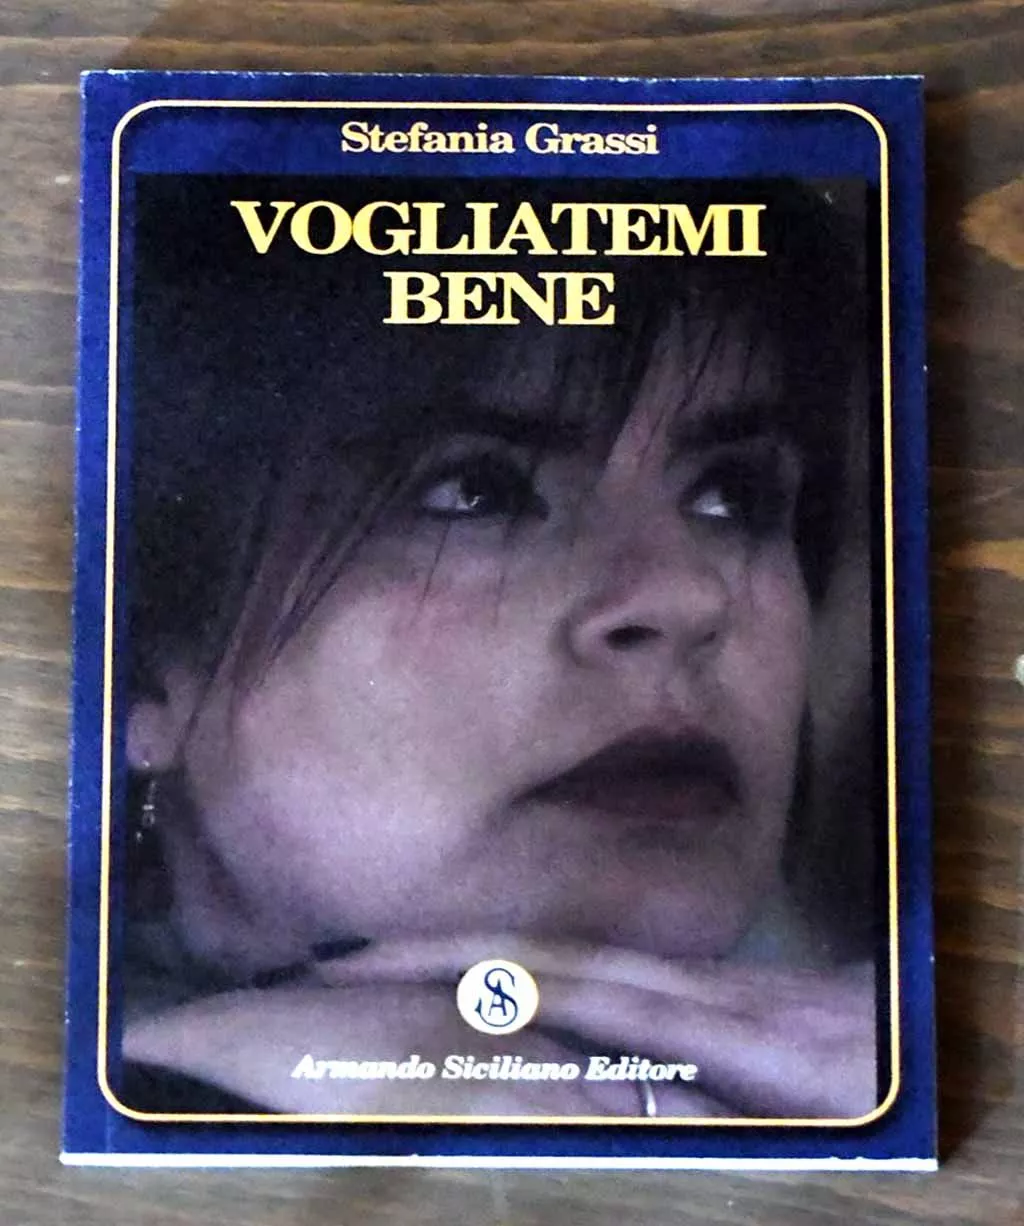 Stefania Grassi
VOGLIATEMI
BENE
SA
Armando Siciliano Editore